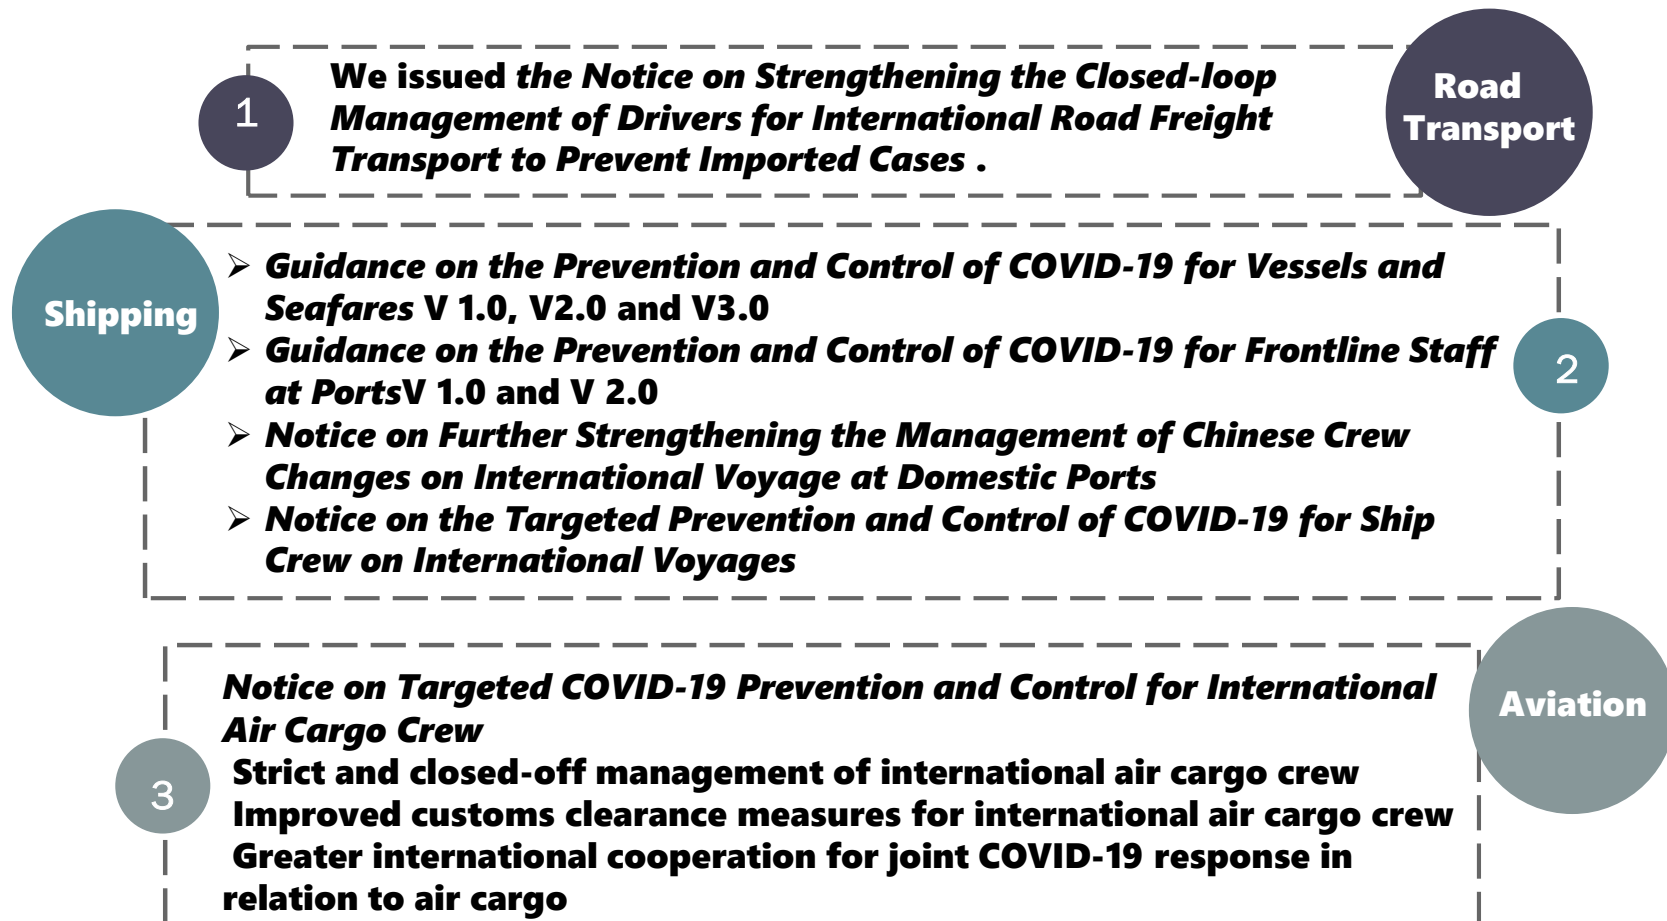 1
We issued the Notice on Strengthening the Closed-loop
Management of Drivers for International Road Freight
Transport to Prevent Imported Cases .
Road
Transport
Shipping
➢ Guidance on the Prevention and Control of COVID-19 for Vessels and
Seafares V 1.0, V2.0 and V3.0
➢ Guidance on the Prevention and Control of COVID-19 for Frontline Staff
at PortsV 1.0 and V 2.0
➢ Notice on Further Strengthening the Management of Chinese Crew
Changes on International Voyage at Domestic Ports
➢ Notice on the Targeted Prevention and Control of COVID-19 for Ship
Crew on International Voyages
2
3
Notice on Targeted COVID-19 Prevention and Control for International
Air Cargo Crew
Strict and closed-off management of international air cargo crew
Improved customs clearance measures for international air cargo crew
Greater international cooperation for joint COVID-19 response in
relation to air cargo
Aviation